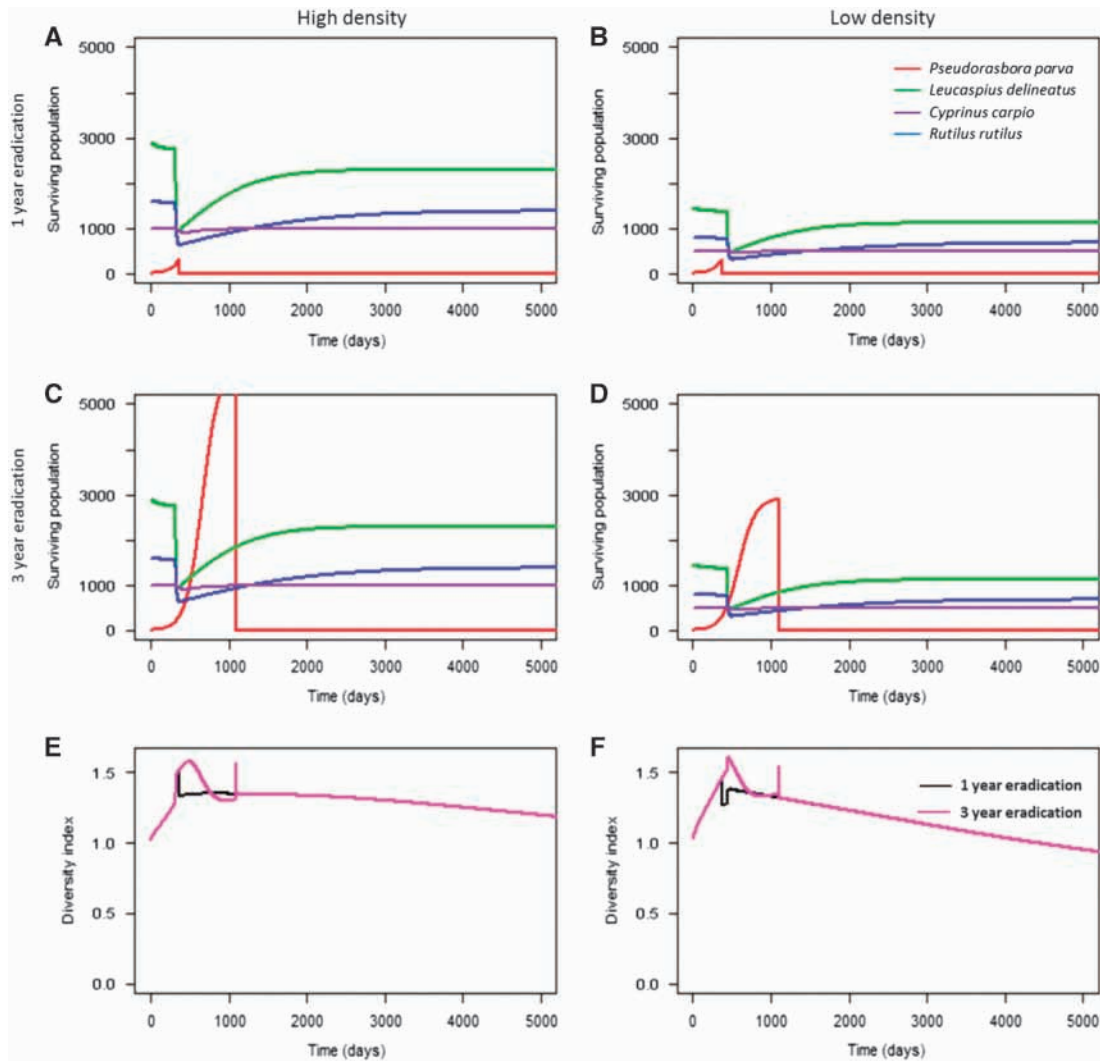 High density
Low density
1 year eradication
A
Surviving population
5000
3000
1000
0
0 1000 2000 3000 4000 5000
Time (days)
B
Surviving population
5000
3000
1000
0
Pseudorasbora parva
Leucaspius delineatus
Cyprinus carpio
Rutilus rutilus
0 1000 2000 3000 4000 5000
Time (days)
3 year eradication
C
Surviving population
5000
3000
1000
0
0 1000 2000 3000 4000 5000
Time (days)
D
Surviving population
5000
3000
1000
0
0 1000 2000 3000 4000 5000
Time (days)
E
Diversity index
1.5
1.0
0.5
0.0
0 1000 2000 3000 4000 5000
Time (days)
F
Diversity index
1.5
1.0
0.5
0.0
1 year eradication
3 year eradication
0 1000 2000 3000 4000 5000
Time (days)